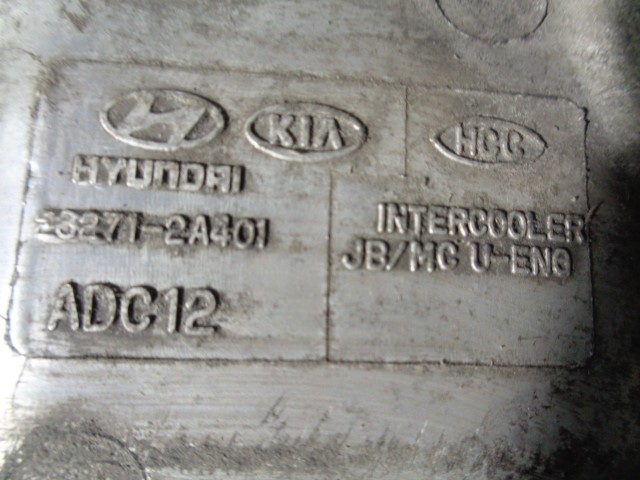 KIA
HCC
HYUNDAI
28271-2A401
INTERCOOLER
JB/MC U-ENG
ADC12